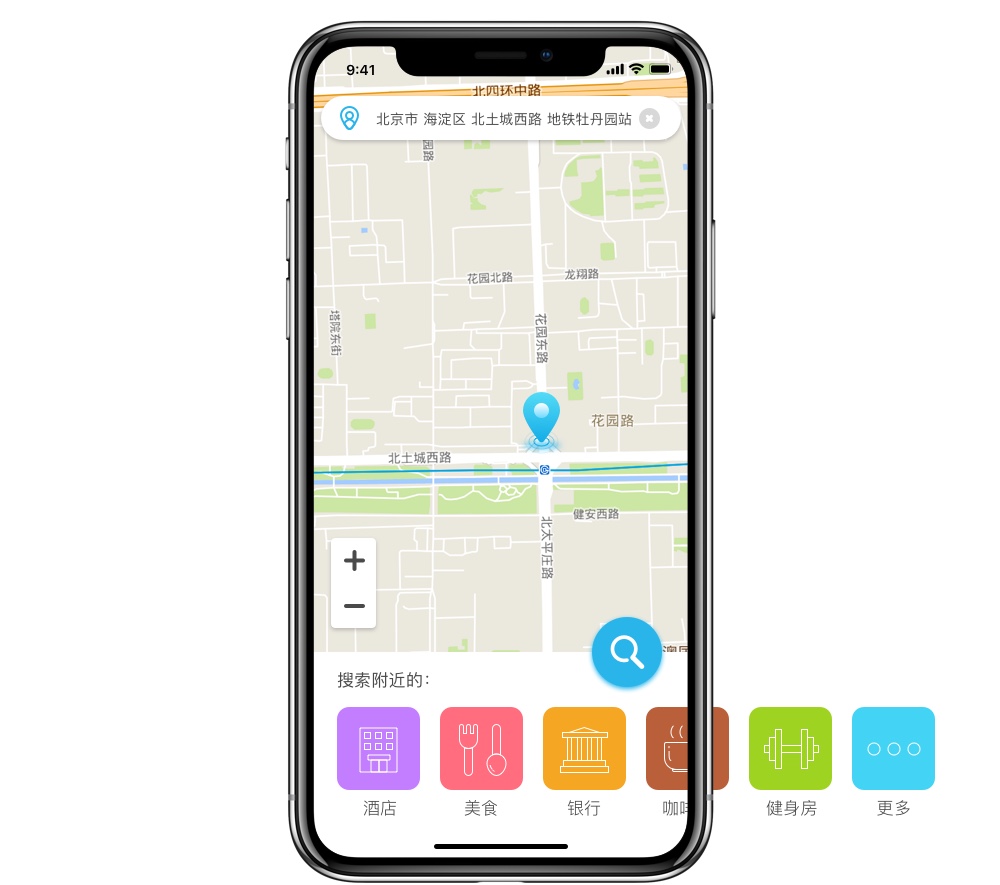 9:41
北四环中路
北京市 海淀区 北土城西路 地铁牡丹园站
园路
花园北路
龙翔路
塔院东街
花园东路
花园路
北土城西路
健安西路
北太平庄路
搜索附近的：
酒店
美食
银行
健身房
更多